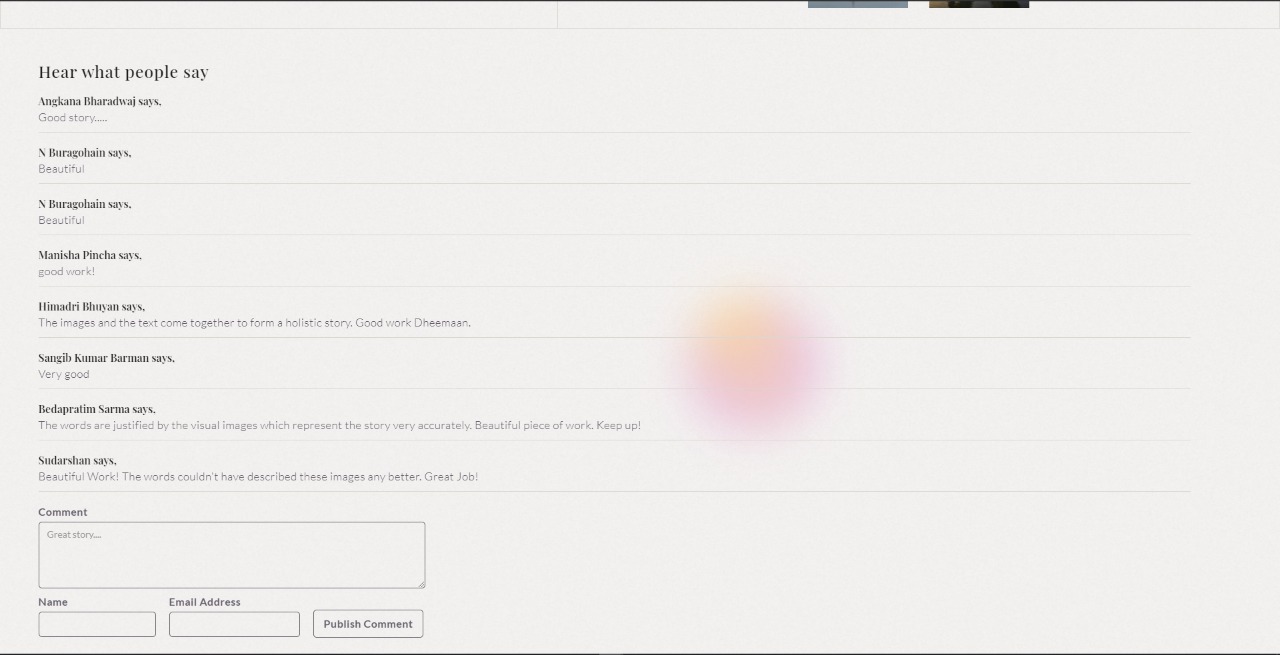 Hear what people say
Angkana Bharadwaj says,
Good story.....
N Buragohain says,
Beautiful
N Buragohain says,
Beautiful
Manisha Pincha says,
good work!
Himadri Bhuyan says,
The images and the text come together to form a holistic story. Good work Dheemaan.
Sangib Kumar Barman says,
Very good
Bedapratim Sarma says,
The words are justified by the visual images which represent the story very accurately. Beautiful piece of work. Keep up!
Sudarshan says,
Beautiful Work! The words couldn't have described these images any better. Great Job!
Comment
Great story....
Name
Email Address
Publish Comment